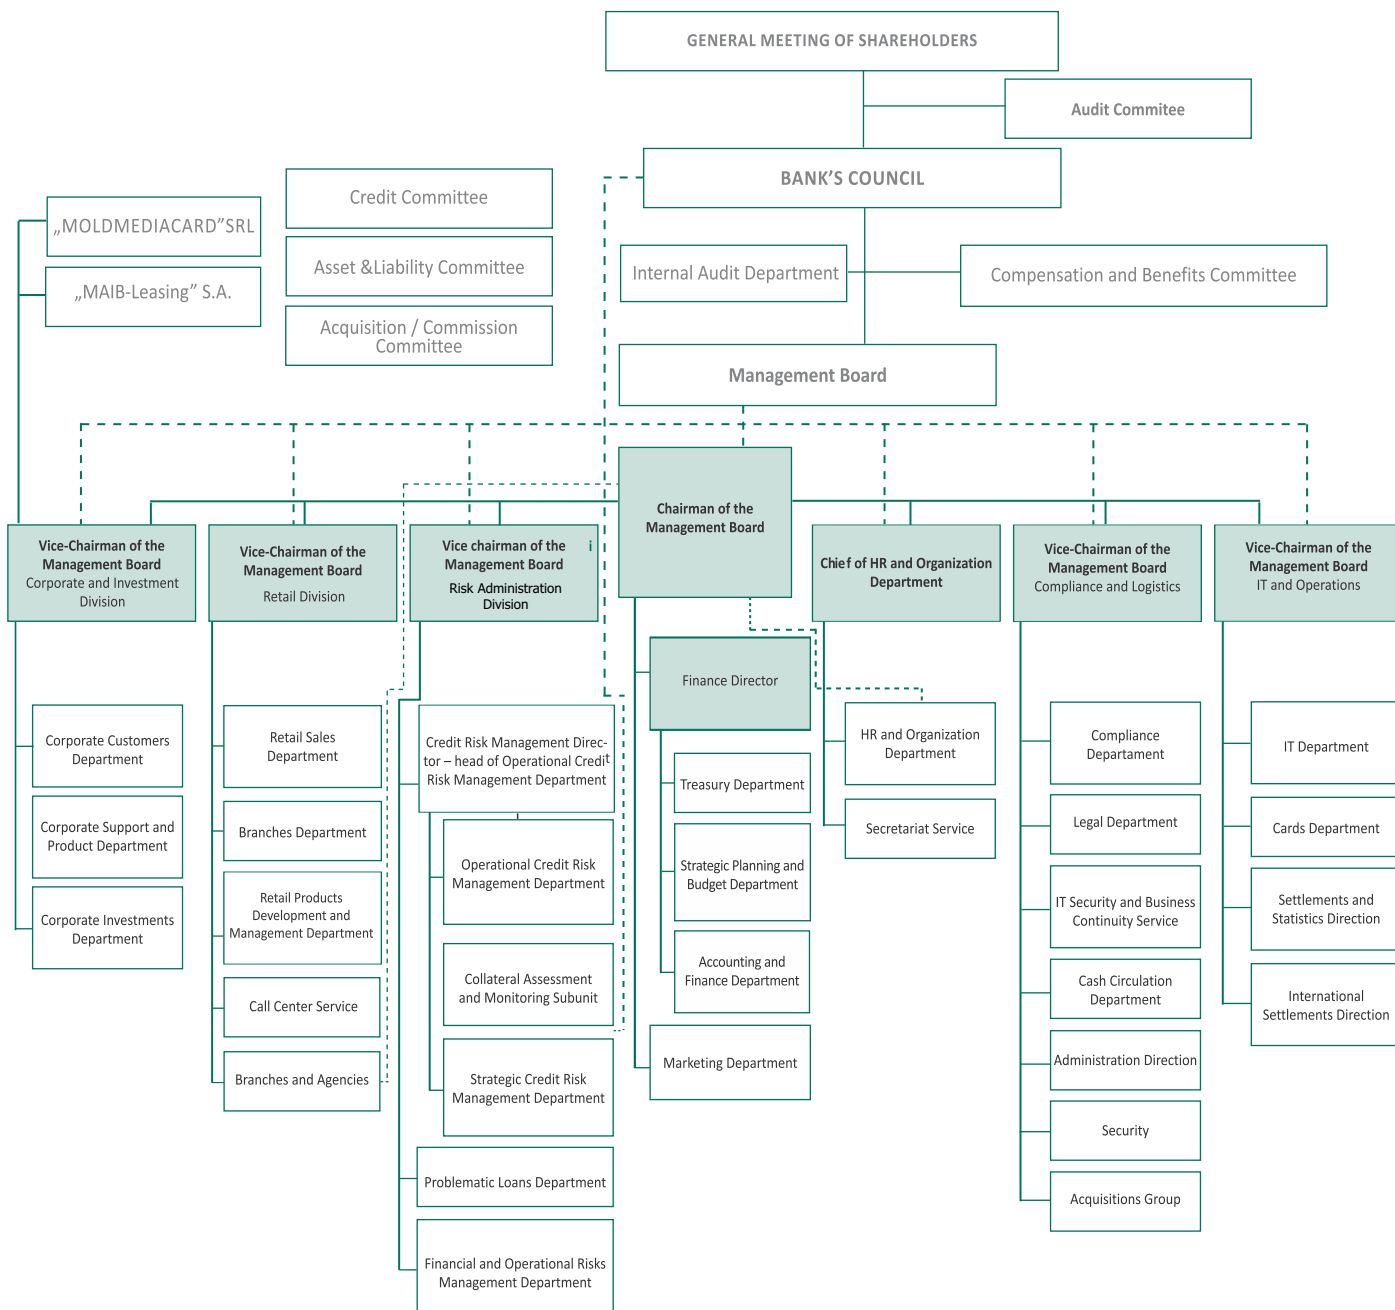 GENERAL MEETING OF SHAREHOLDERS
Audit Commitee
BANK'S COUNCIL
Credit Committee
„MOLDMEDIACARD”SRL
Asset &Liability Committee
Internal Audit Department
Compensation and Benefits Committee
„MAIB-Leasing” S.A.
Acquisition / Commission
Committee
Management Board
Chairman of the
Management Board
Vice-Chairman of the
Management Board
Corporate and Investment
Division
Vice-Chairman of the
Management Board
Retail Division
Vice chairman of the
Management Board
i
Risk Administration
Division
Chief of HR and Organization
Department
Vice-Chairman of the
Management Board
Compliance and Logistics
Vice-Chairman of the
Management Board
IT and Operations
Finance Director
Corporate Customers
Department
Corporate Support and
Product Department
Corporate Investments
Department
Retail Sales
Department
Branches Department
Retail Products
Development and
Management Department
Call Center Service
Branches and Agencies
Credit Risk Management Direc-
tor – head of Operational Credit
Risk Management Department
Operational Credit Risk
Management Department
Collateral Assessment
and Monitoring Subunit
Strategic Credit Risk
Management Department
Problematic Loans Department
Financial and Operational Risks
Management Department
Treasury Department
Strategic Planning and
Budget Department
Accounting and
Finance Department
Marketing Department
HR and Organization
Department
Secretariat Service
Compliance
Departament
Legal Department
IT Security and Business
Continuity Service
Cash Circulation
Department
Administration Direction
Security
Acquisitions Group
IT Department
Cards Department
Settlements and
Statistics Direction
International
Settlements Direction